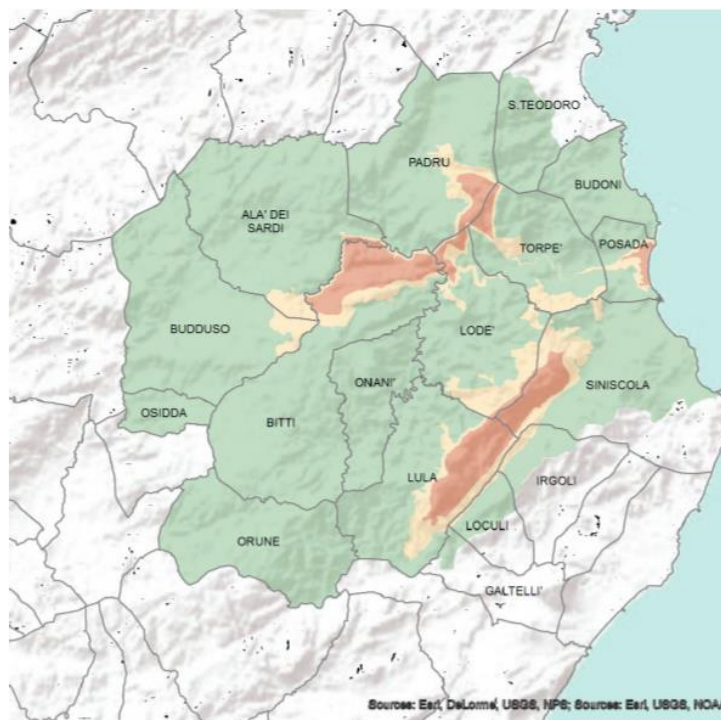 S.TEODORO
PADRU
BUDONI
ALA' DEI
SARDI
TORPE'
POSADA
BUDDUSO
LODE'
ONANI'
SINISCOLA
OSIDDA
BITTI
LULA
IRGOLI
LOCULI
ORUNE
GALTELLI'
Sources: Esri, DeLorme, USGS, NPS; Sources: Esri, USGS, NOA